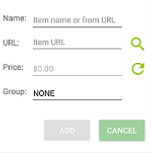 Name: Item name or from URL
URL: Item URL
Price: $0.00
Group: NONE
ADD CANCEL